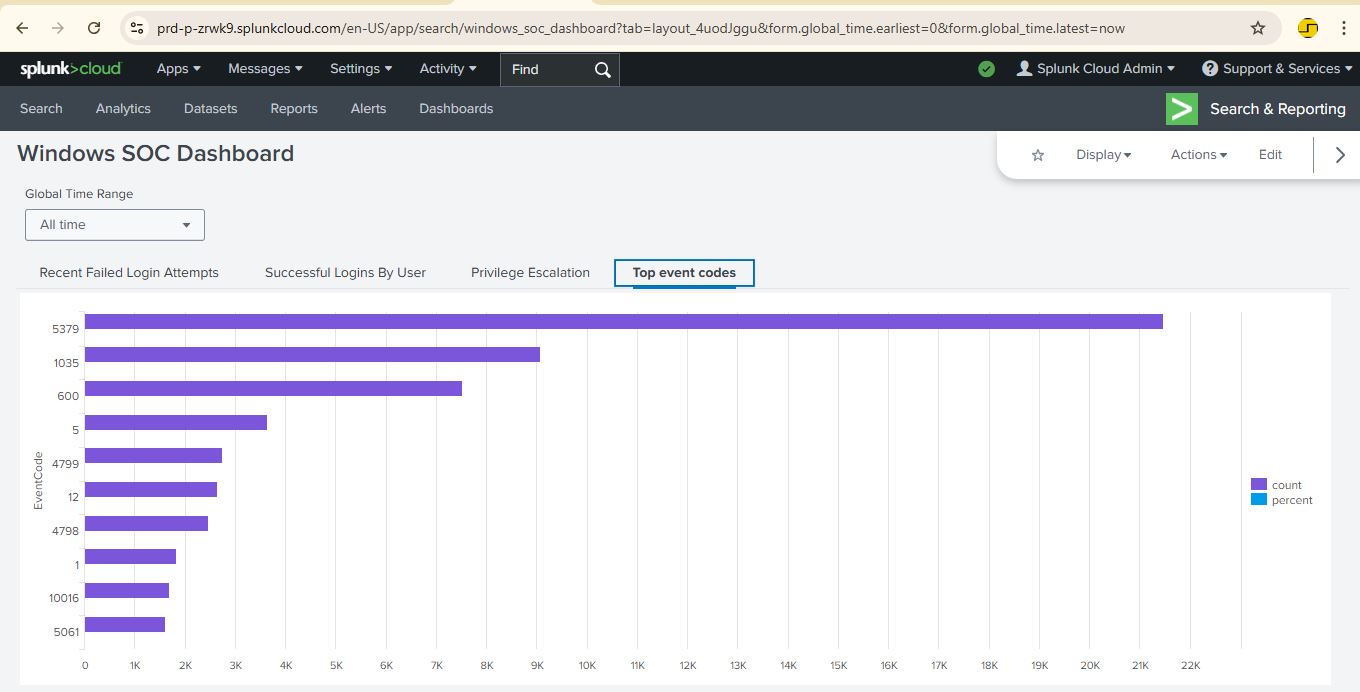 prd-p-zrwk9.splunkcloud.com/en-US/app/search/windows_soc_dashboard?tab=layout_4uodJggu&form.global_time.earliest=0&form.global_time.latest=now
splunk>cloud Apps Messages Settings Activity Find Splunk Cloud Admin Support & Services
Search Analytics Datasets Reports Alerts Dashboards Search & Reporting
Windows SOC Dashboard
Display Actions Edit
Global Time Range
All time
Recent Failed Login Attempts Successful Logins By User Privilege Escalation Top event codes
EventCode
5379
1035
600
5
4799
12
4798
1
10016
5061
0 1K 2K 3K 4K 5K 6K 7K 8K 9K 10K 11K 12K 13K 14K 15K 16K 17K 18K 19K 20K 21K 22K
count
percent